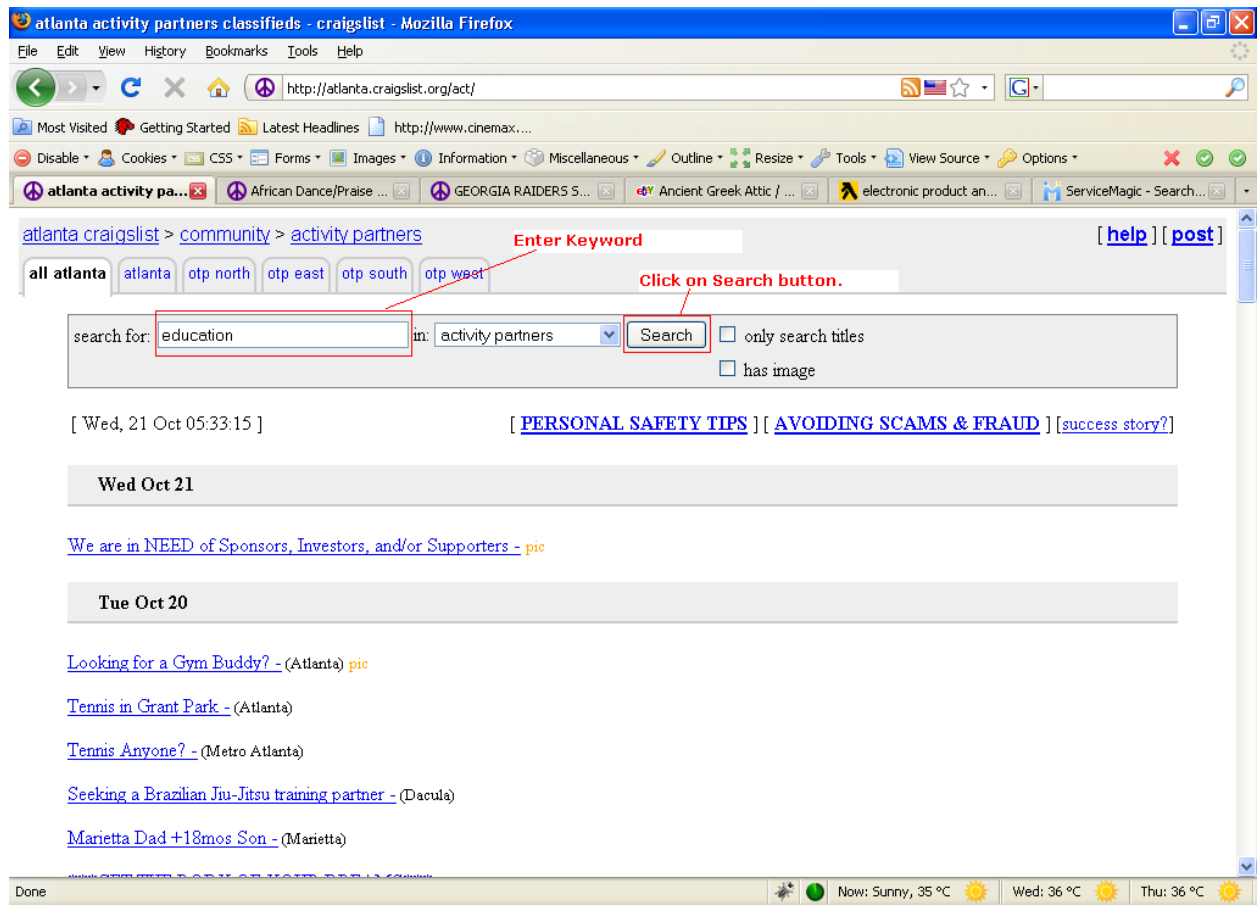 atlanta activity partners classifieds - craigslist - Mozilla Firefox
File Edit View History Bookmarks Tools Help
http://atlanta.craigslist.org/act/
Most Visited Getting Started Latest Headlines http://www.cinemax....
Disable Cookies CSS Forms Images Information Miscellaneous Outline Resize Tools View Source Options
atlanta activity pa... African Dance/Praise ... GEORGIA RAIDERS S... Ancient Greek Attic / ... electronic product an... ServiceMagic - Search...
atlanta craigslist > community > activity partners Enter Keyword [ help ] [ post ]
all atlanta atlanta otp north otp east otp south otp west Click on Search button.
search for: education in: activity partners Search only search titles
has image
[ Wed, 21 Oct 05:33:15 ] [ PERSONAL SAFETY TIPS ] [ AVOIDING SCAMS & FRAUD ] [success story?]
Wed Oct 21
We are in NEED of Sponsors, Investors, and/or Supporters - pic
Tue Oct 20
Looking for a Gym Buddy? - (Atlanta) pic
Tennis in Grant Park - (Atlanta)
Tennis Anyone? - (Metro Atlanta)
Seeking a Brazilian Jiu-Jitsu training partner - (Dacula)
Marietta Dad +18mos Son - (Marietta)
Done Now: Sunny, 35 °C Wed: 36 °C Thu: 36 °C